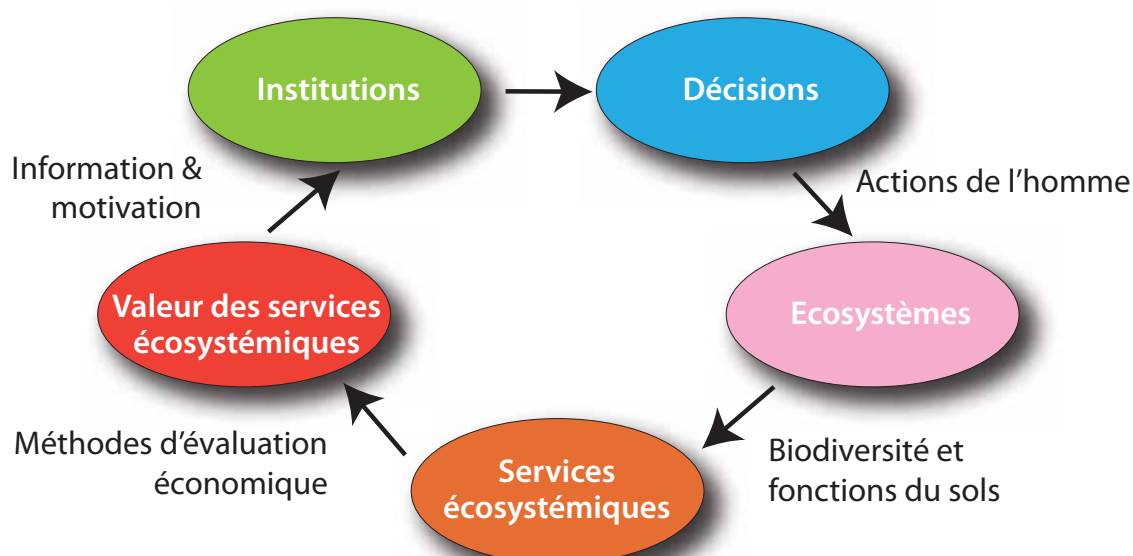 Institutions
Décisions
Information &
motivation
Actions de l’homme
Valeur des services
écosystémiques
Ecosystèmes
Méthodes d’évaluation
économique
Biodiversité et
fonctions du sols
Services
écosystémiques